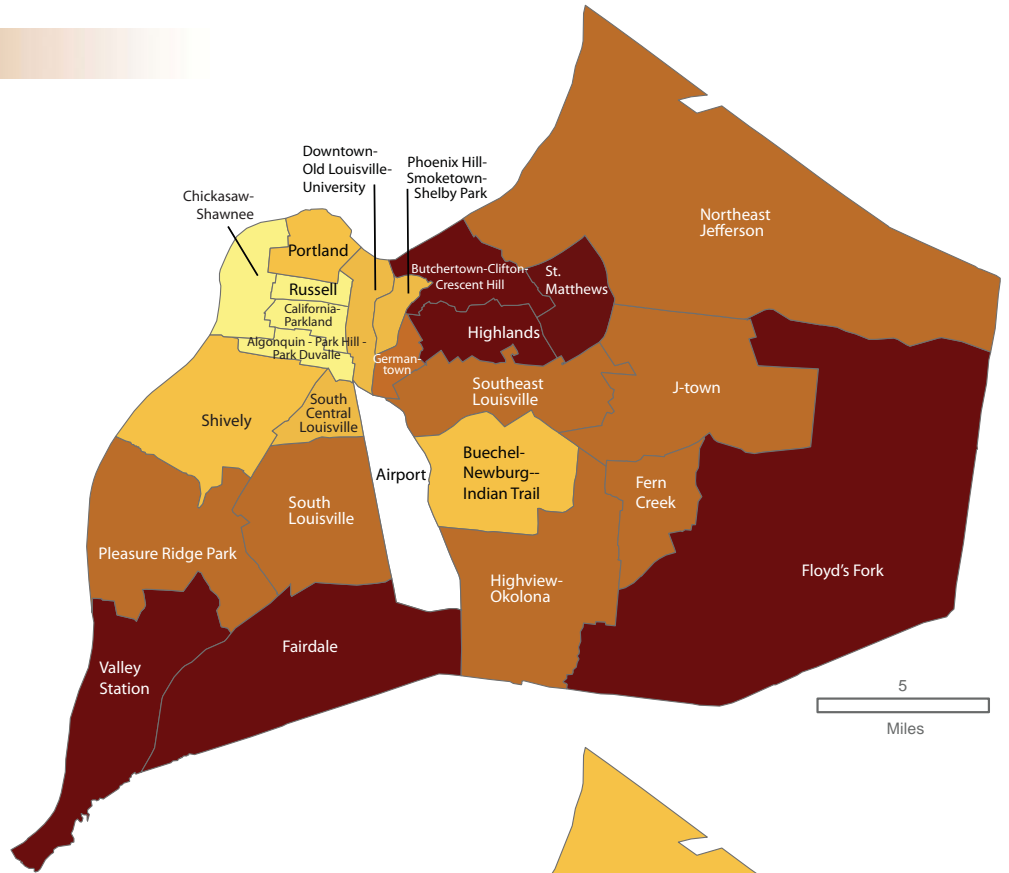 Downtown-
Old Louisville-
University
Phoenix Hill-
Smoketown-
Shelby Park
Chickasaw-
Shawnee
Northeast
Jefferson
Portland
Butchertown-Clifton-
Crescent Hill
St.
Matthews
Russell
California-
Parkland
Highlands
Algonquin - Park Hill -
Park Duvalle
German-
town
Southeast
Louisville
J-town
South
Central
Louisville
Shively
Buechel-
Newburg--
Indian Trail
Airport
Fern
Creek
South
Louisville
Pleasure Ridge Park
Floyd's Fork
Highview-
Okolona
Fairdale
Valley
Station
5
Miles